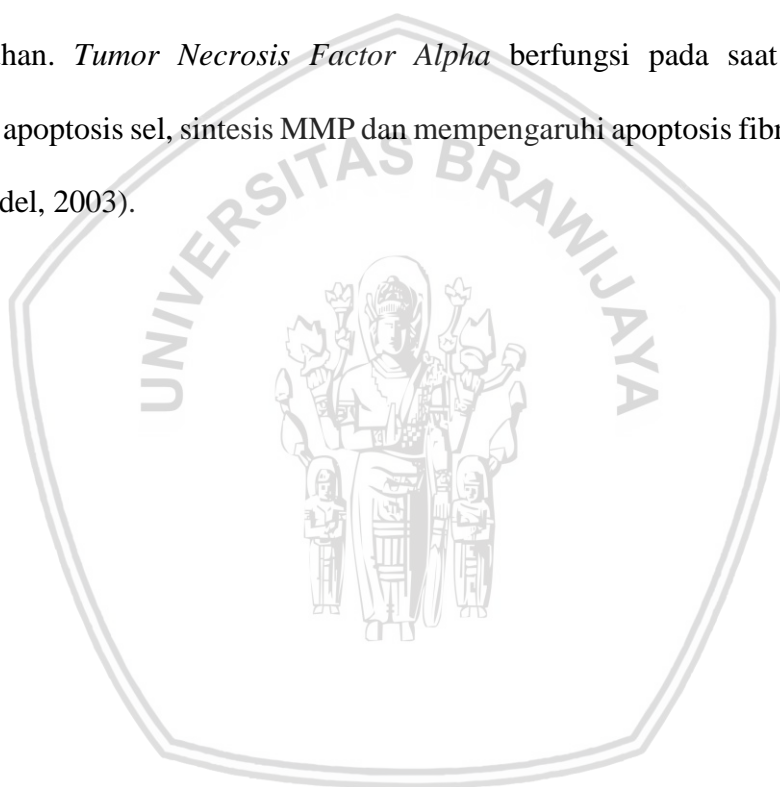 han. Tumor Necrosis Factor Alpha berfungsi pada saat
apoptosis sel, sintesis MMP dan mempengaruhi apoptosis fibr
del, 2003).
UNIVERSITAS BRAWIJAYA